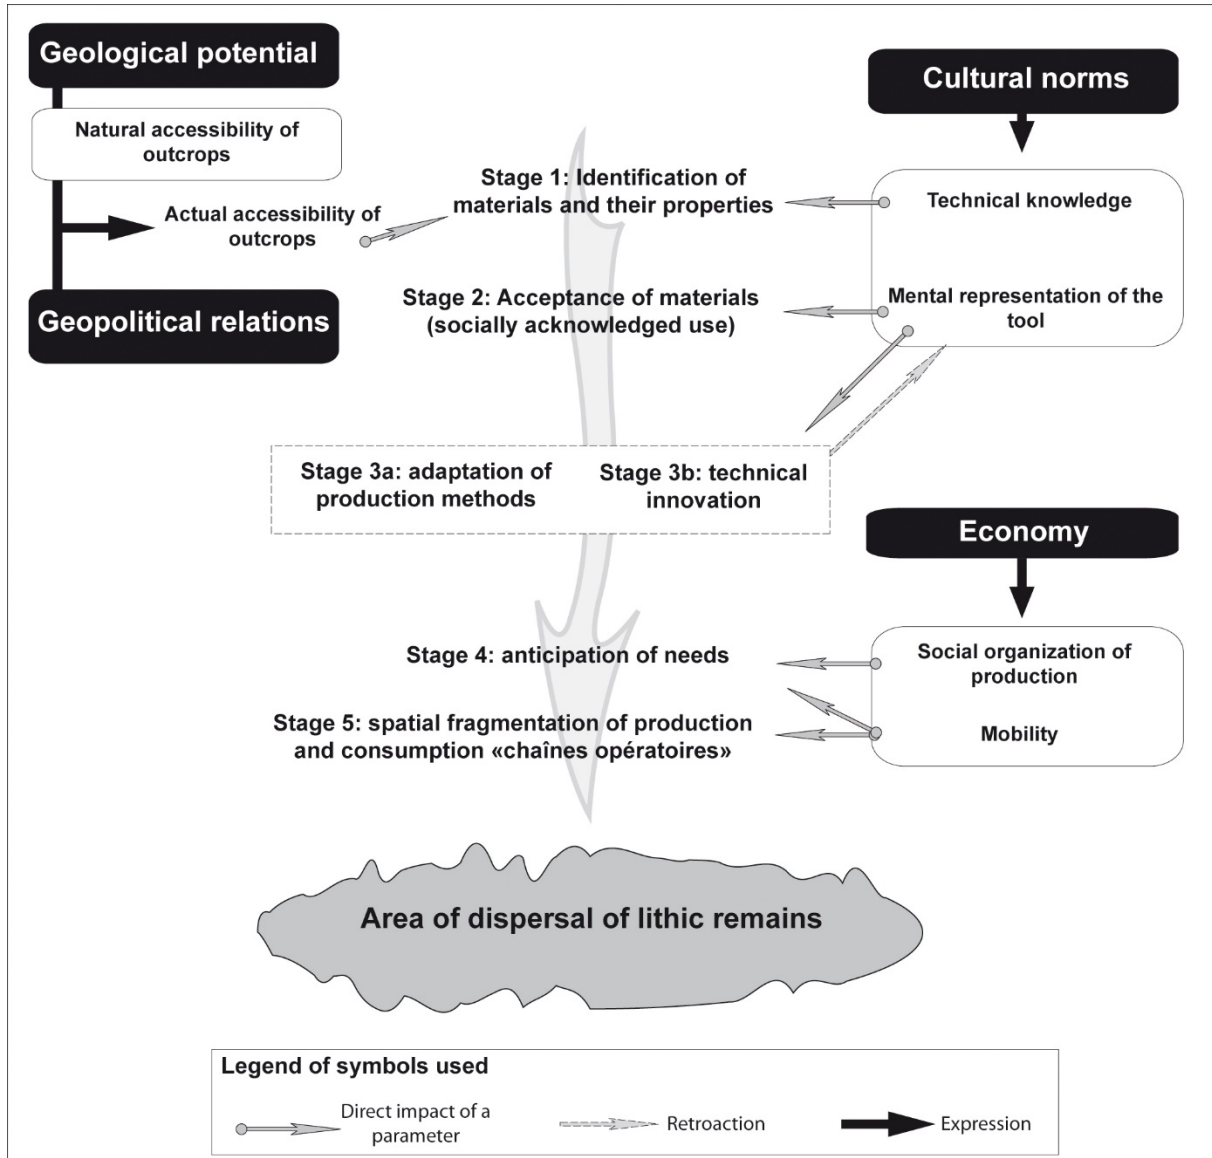 Geological potential
Natural accessibility of
outcrops
Actual accessibility of
outcrops
Geopolitical relations
Cultural norms
Technical knowledge
Mental representation of the
tool
Stage 1: Identification of
materials and their properties
Stage 2: Acceptance of materials
(socially acknowledged use)
Stage 3a: adaptation of
production methods
Stage 3b: technical
innovation
Economy
Social organization of
production
Mobility
Stage 4: anticipation of needs
Stage 5: spatial fragmentation of production
and consumption «chaînes opératoires»
Area of dispersal of lithic remains
Legend of symbols used
Direct impact of a
parameter
Retroaction
Expression